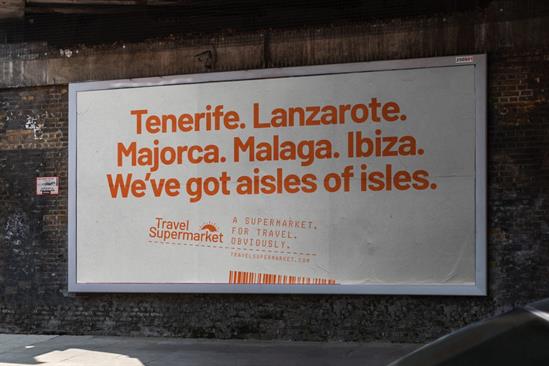 Tenerife. Lanzarote.
Majorca. Malaga. Ibiza.
We've got aisles of isles.
Travel
Supermarket
A SUPERMARKET.
FOR TRAVEL.
OBVIOUSLY.
TRAVELSUPERMARKET.COM